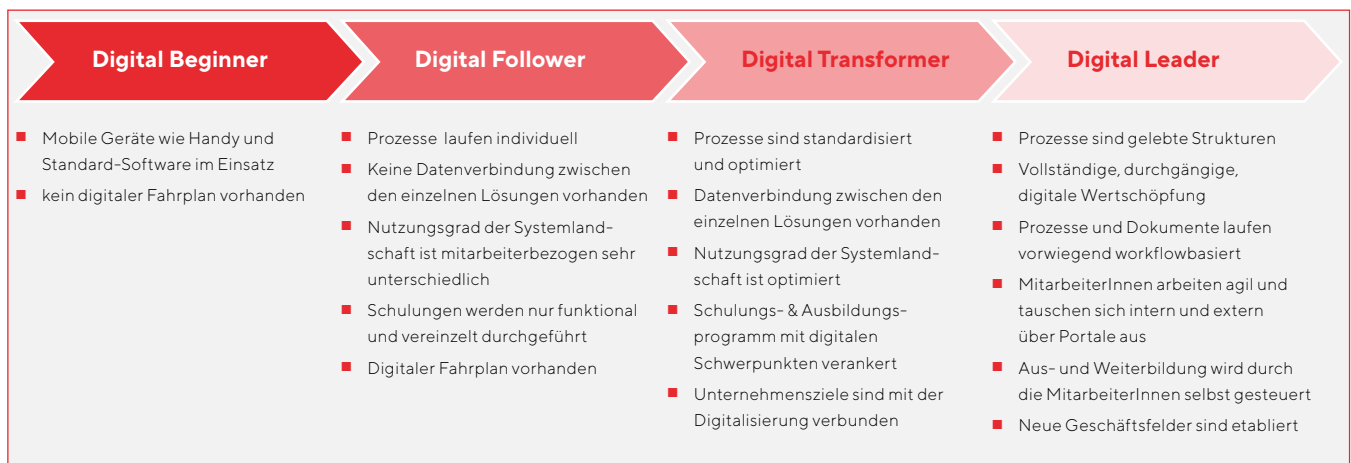 Digital Beginner
Digital Follower
Digital Transformer
Digital Leader
Mobile Geräte wie Handy und
Standard-Software im Einsatz
kein digitaler Fahrplan vorhanden
Prozesse laufen individuell
Keine Datenverbindung zwischen
den einzelnen Lösungen vorhanden
Nutzungsgrad der Systemland-
schaft ist mitarbeiterbezogen sehr
unterschiedlich
Schulungen werden nur funktional
und vereinzelt durchgeführt
Digitaler Fahrplan vorhanden
Prozesse sind standardisiert
und optimiert
Datenverbindung zwischen den
einzelnen Lösungen vorhanden
Nutzungsgrad der Systemland-
schaft ist optimiert
Schulungs- & Ausbildungs-
programm mit digitalen
Schwerpunkten verankert
Unternehmensziele sind mit der
Digitalisierung verbunden
Prozesse sind gelebte Strukturen
Vollständige, durchgängige,
digitale Wertschöpfung
Prozesse und Dokumente laufen
vorwiegend workflowbasiert
MitarbeiterInnen arbeiten agil und
tauschen sich intern und extern
über Portale aus
Aus- und Weiterbildung wird durch
die MitarbeiterInnen selbst gesteuert
Neue Geschäftsfelder sind etabliert